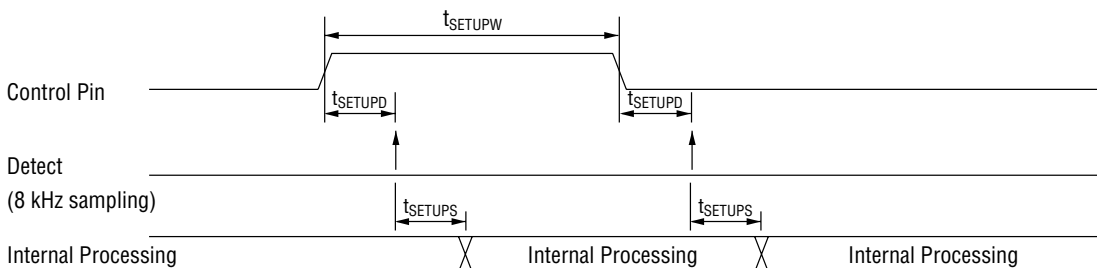 tSETUPW
Control Pin
tSETUPD tSETUPD
Detect
(8 kHz sampling)
tSETUPS tSETUPS
Internal Processing Internal Processing Internal Processing